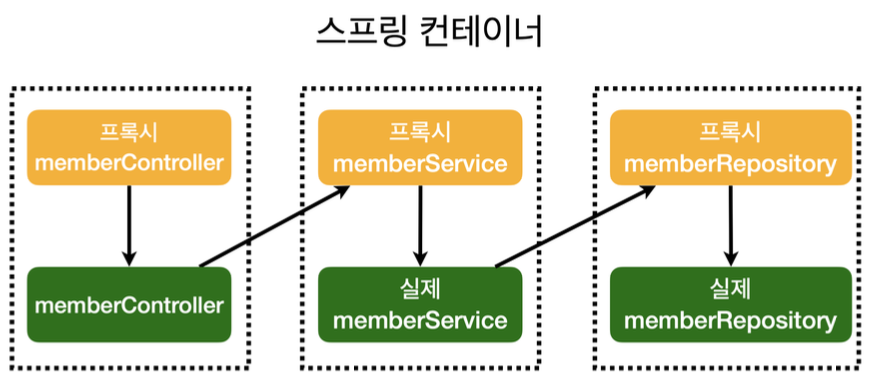 스프링 컨테이너
프록시
memberController
프록시
memberService
프록시
memberRepository
memberController
실제
memberService
실제
memberRepository